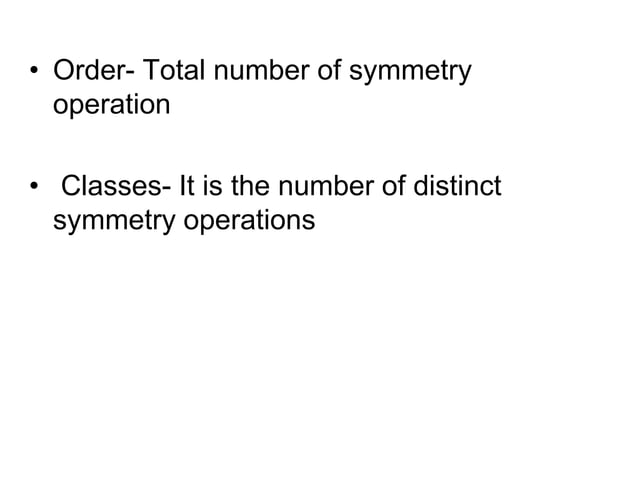 • Order- Total number of symmetry
operation
• Classes- It is the number of distinct
symmetry operations